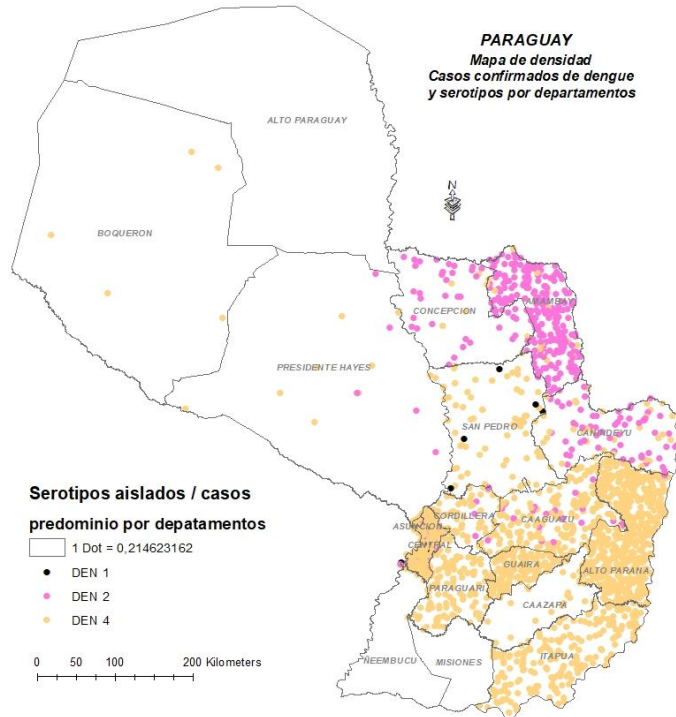 PARAGUAY
Mapa de densidad
Casos confirmados de dengue
y serotipos por departamentos
ALTO PARAGUAY
N
BOQUERON
CONCEPCION
AMAMBAY
PRESIDENTE HAYES
SAN PEDRO
CANINDEYU
CORDILLERA
CAAGUAZU
ASUNCION
CENTRAL
GUAIRA
ALTO PARANA
PARAGUARI
CAAZAPA
ÑEEMBUCU
MISIONES
ITAPUA
Serotipos aislados / casos
predominio por depatamentos
1 Dot = 0,214623162
DEN 1
DEN 2
DEN 4
0 50 100 200 Kilometers